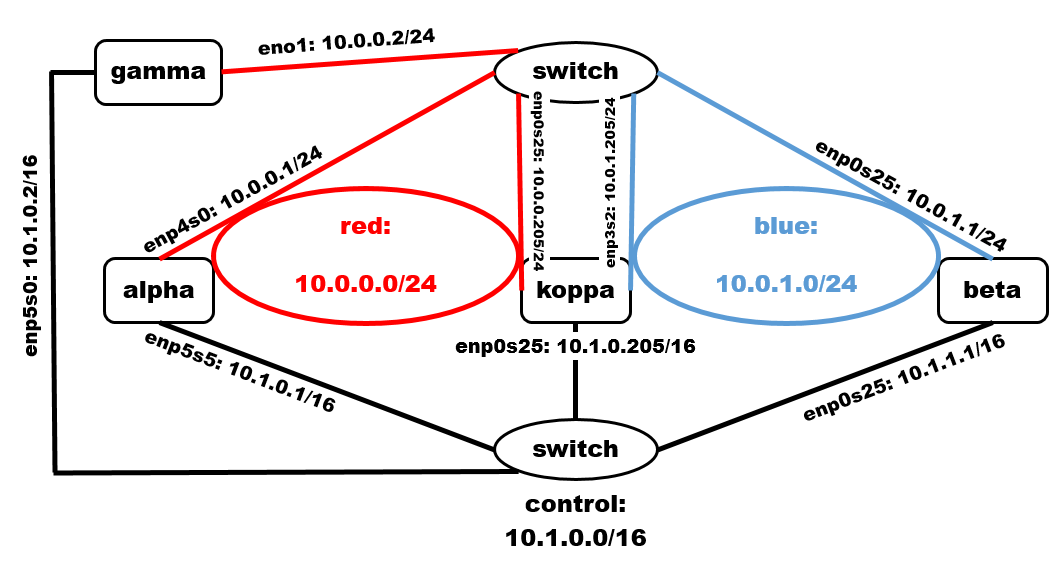 eno1: 10.0.0.2/24
gamma
switch
enp0s25: 10.0.0.205/24
enp3s2: 10.0.1.205/24
enp4s0: 10.0.0.1/24
enp0s25: 10.0.1.1/24
enp5s0: 10.1.0.2/16
red:
10.0.0.0/24
blue:
10.0.1.0/24
alpha
koppa
beta
enp5s5: 10.1.0.1/16
enp0s25: 10.1.0.205/16
enp0s25: 10.1.1.1/16
switch
control:
10.1.0.0/16